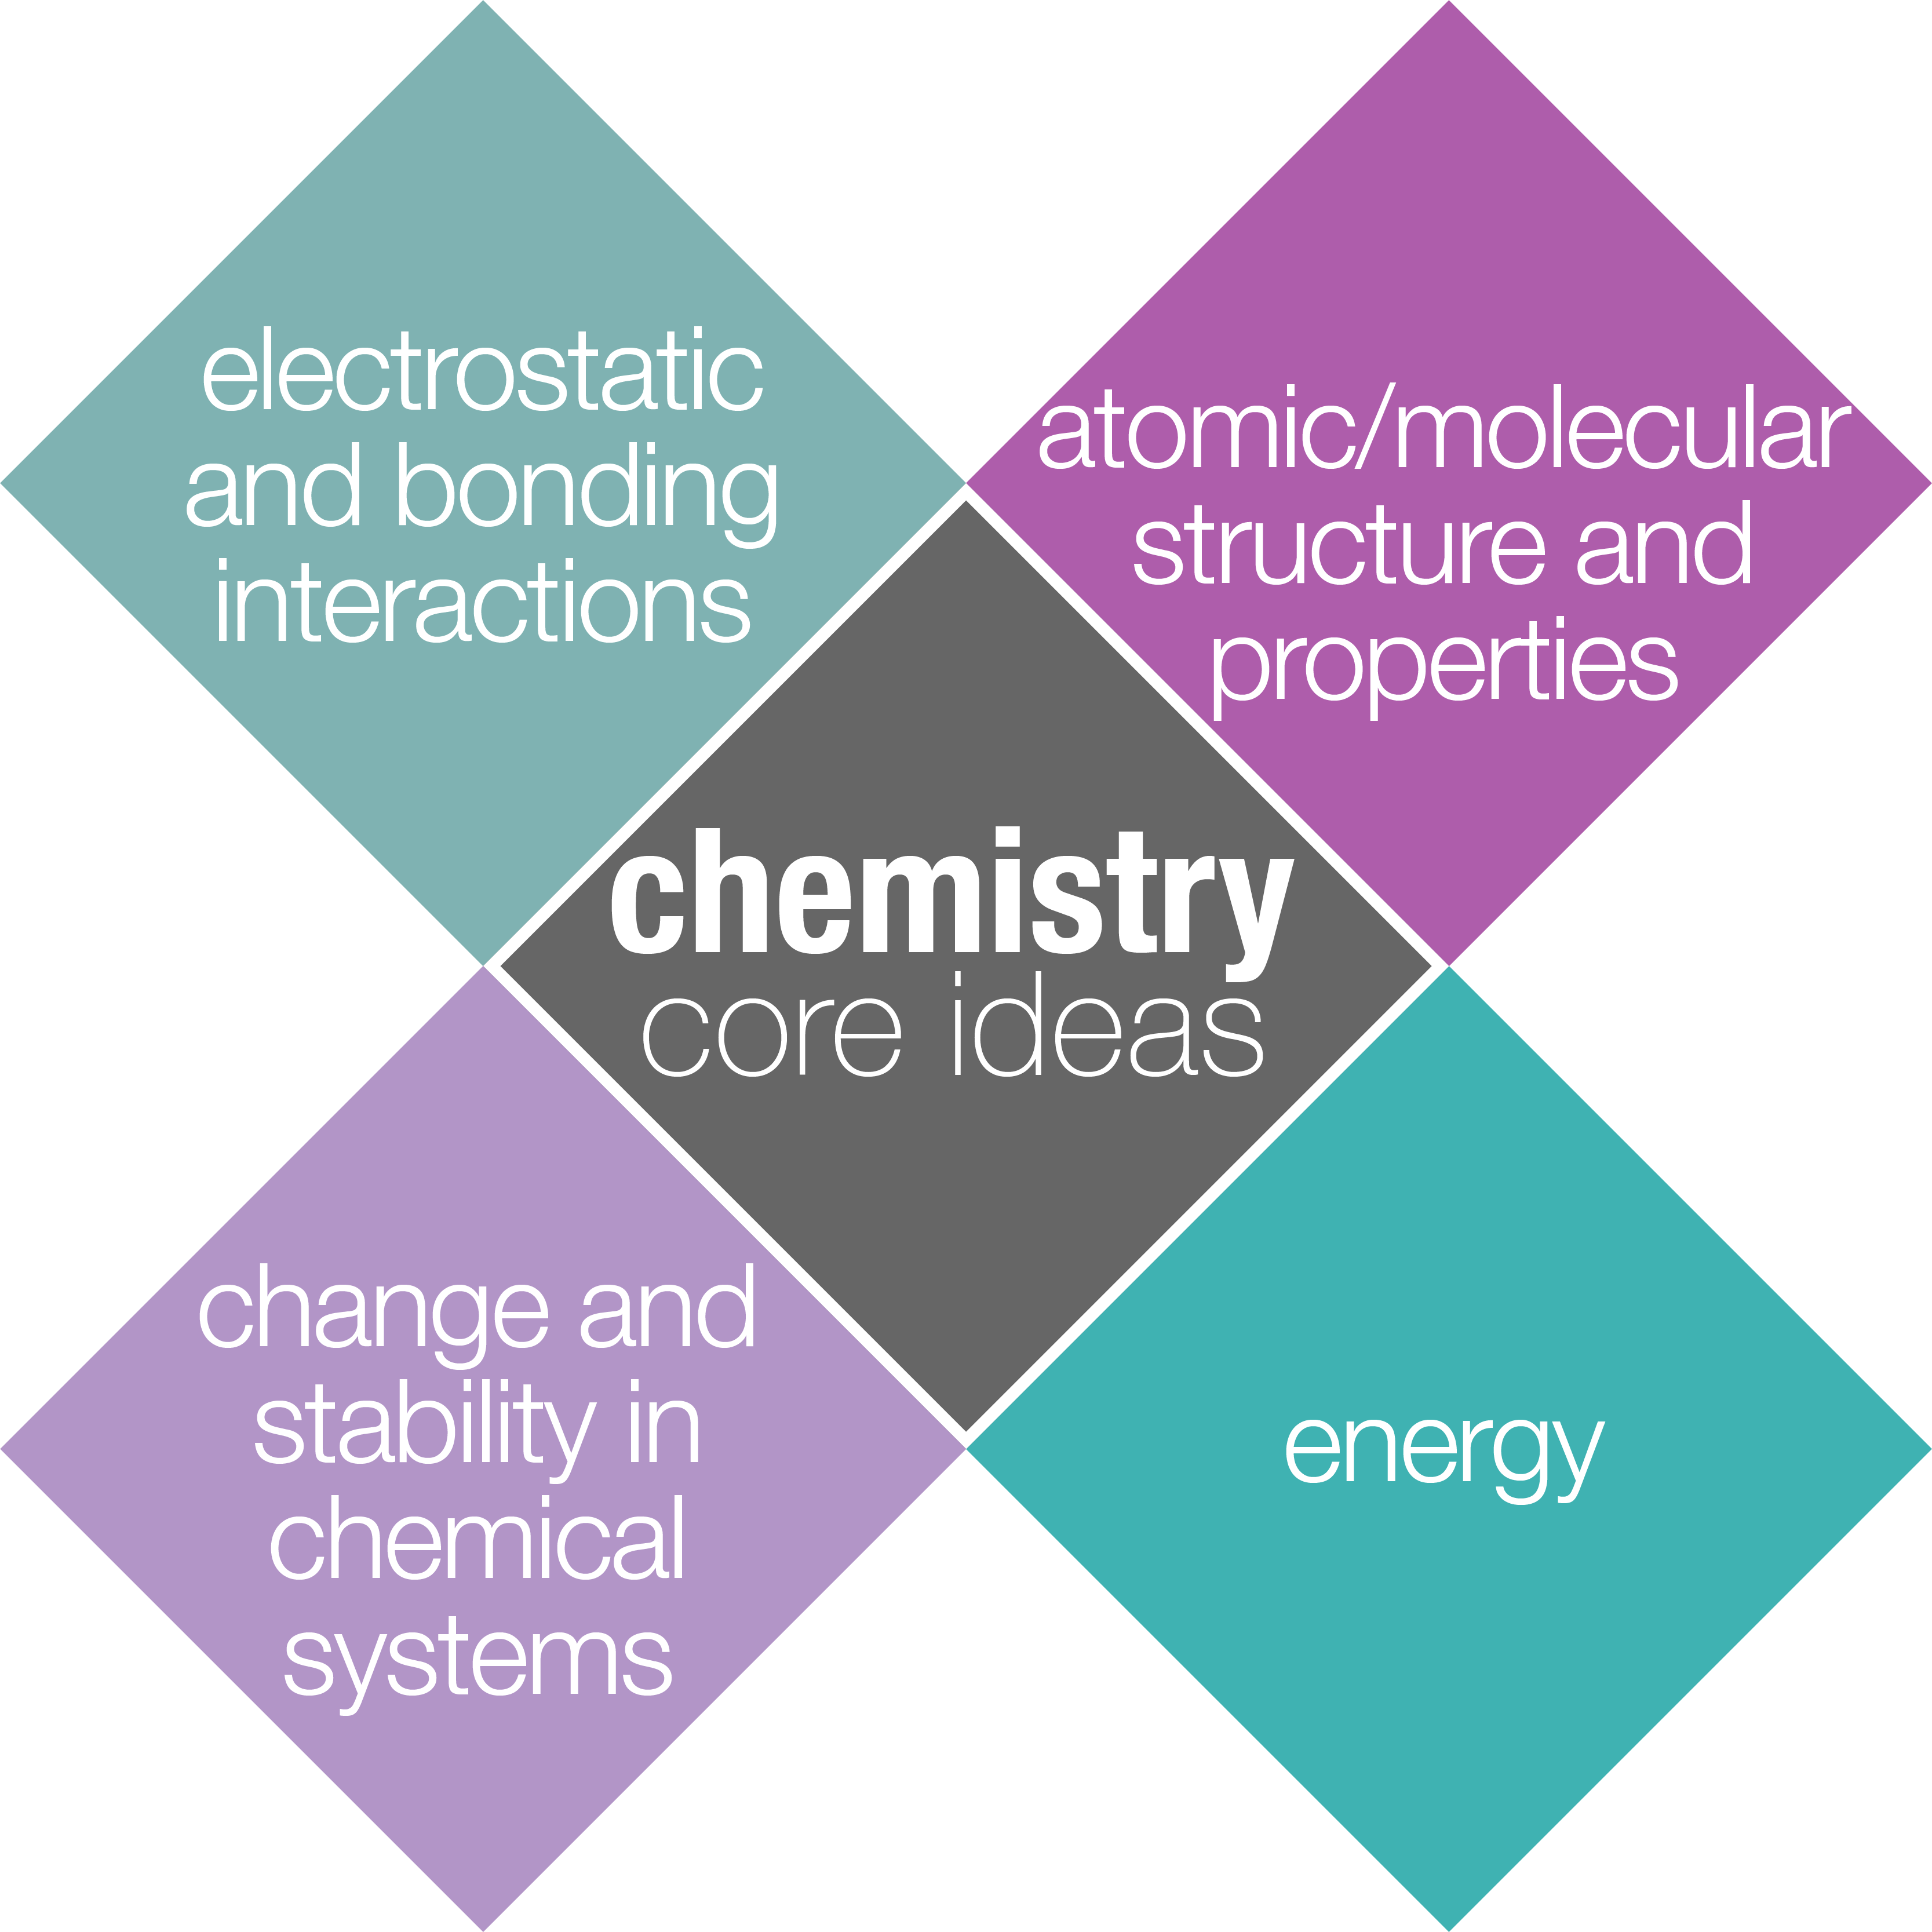 electrostatic
and bonding
interactions
atomic/molecular
structure and
properties
chemistry
core ideas
change and
stability in
chemical
systems
energy